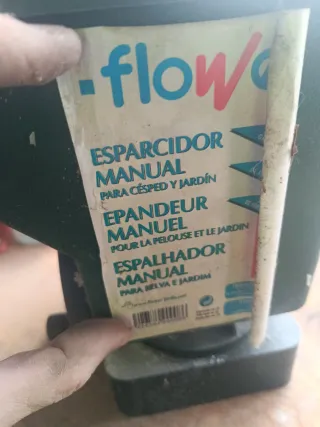 ·flow
ESPARCIDOR
MANUAL
PARA CÉSPED Y JARDÍN
EPANDEUR
MANUEL
POUR LA PELOUSE ET LE JARDIN
ESPALHADOR
MANUAL
PARA RELVA E JARDIM